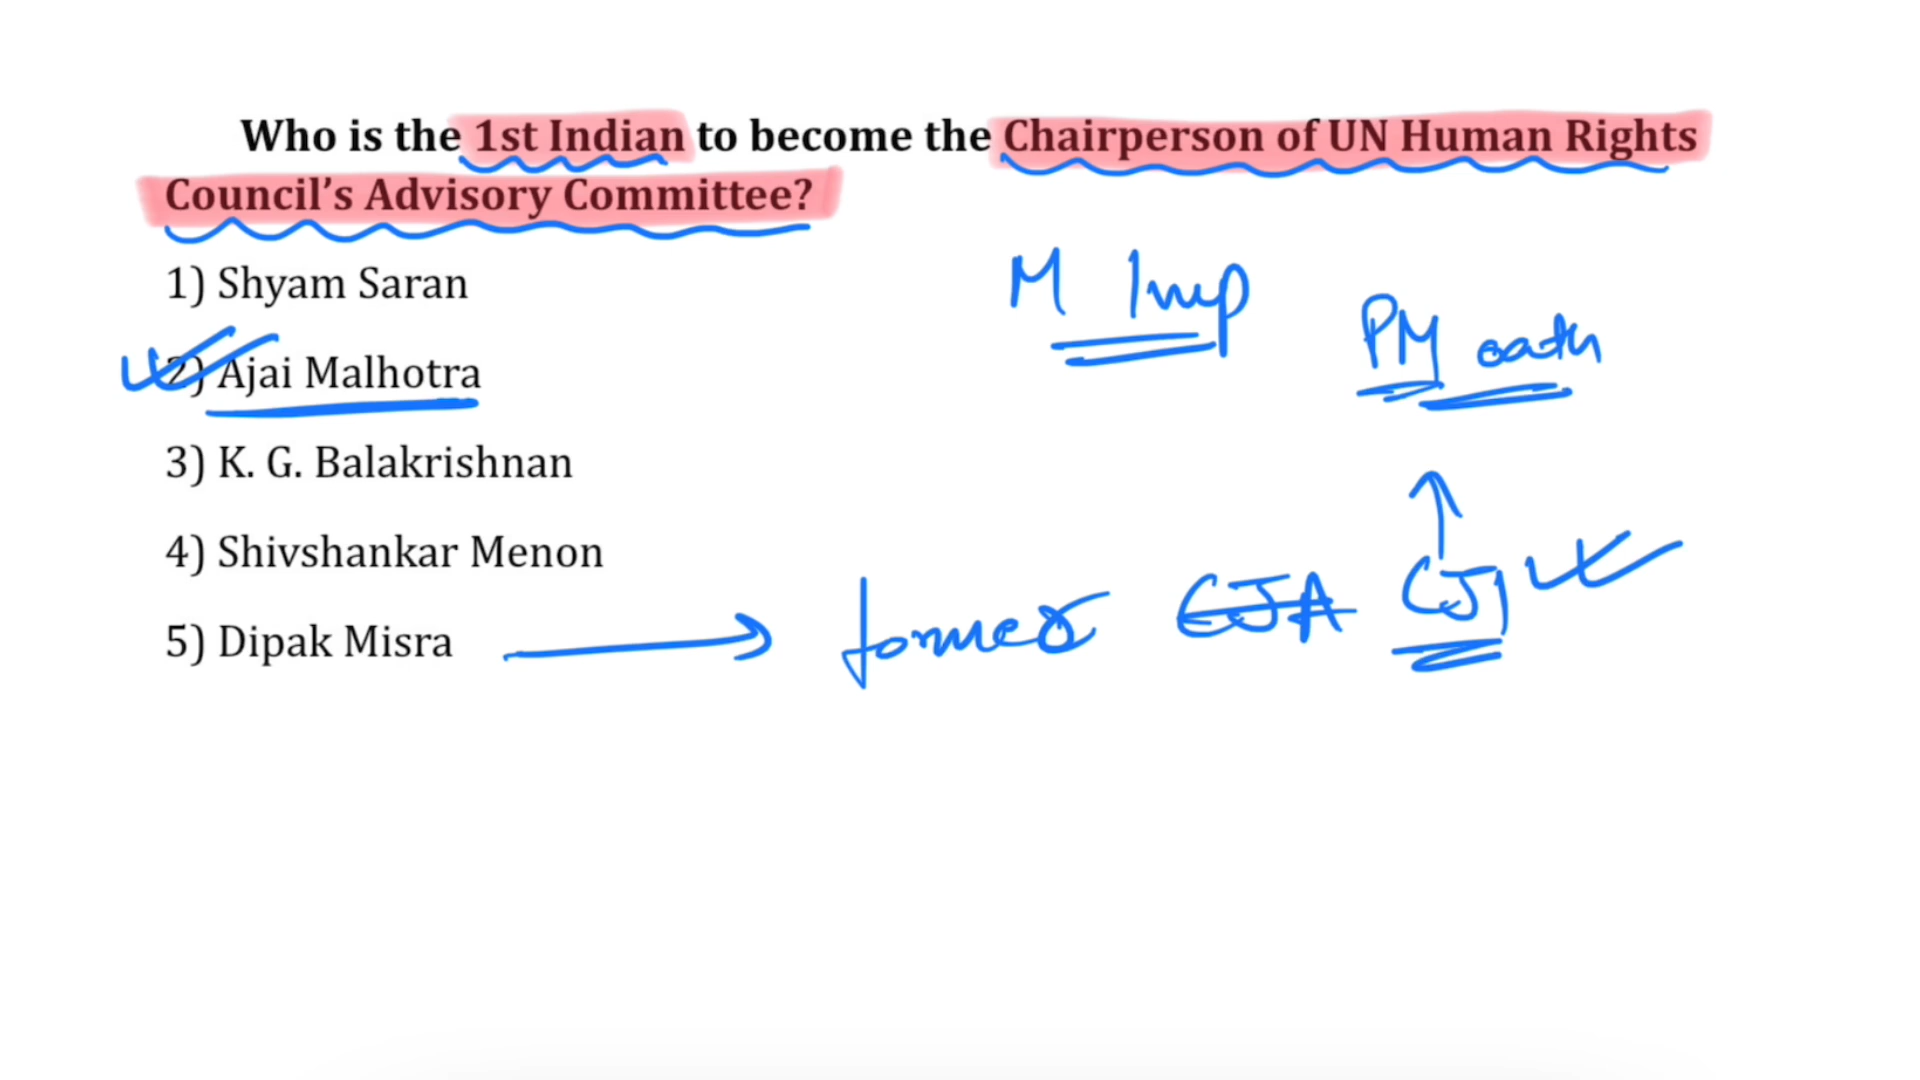 Who is the 1st Indian to become the Chairperson of UN Human Rights
Council’s Advisory Committee?
1) Shyam Saran
M Imp
2) Ajai Malhotra
PM oath
3) K. G. Balakrishnan
4) Shivshankar Menon
5) Dipak Misra
former CJA CJI